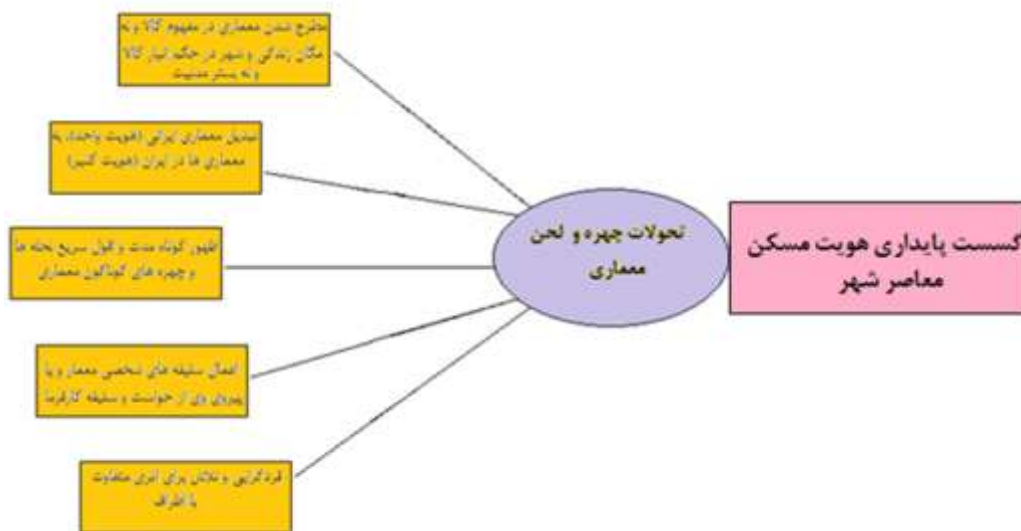 مطرح شدن معماری در مفهوم کالا و نه
مکان زندگی و شهر در حکم انبار کالا
و نه بستر مدنیت
تبدیل معماری ایرانی (هویت واحد)، به
معماری ها در ایران (هویت کثیر)
ظهور کوتاه مدت و افول سریع نحله ها
و چهره های گوناگون معماری
اعمال سلیقه های شخصی معمار و یا
پیروی وی از خواست و سلیقه کارفرما
فردگرایی و تلاش برای اثری متفاوت
با اطراف
تحولات چهره و لحن
معماری
گسست پایداری هویت مسکن
معاصر شهر